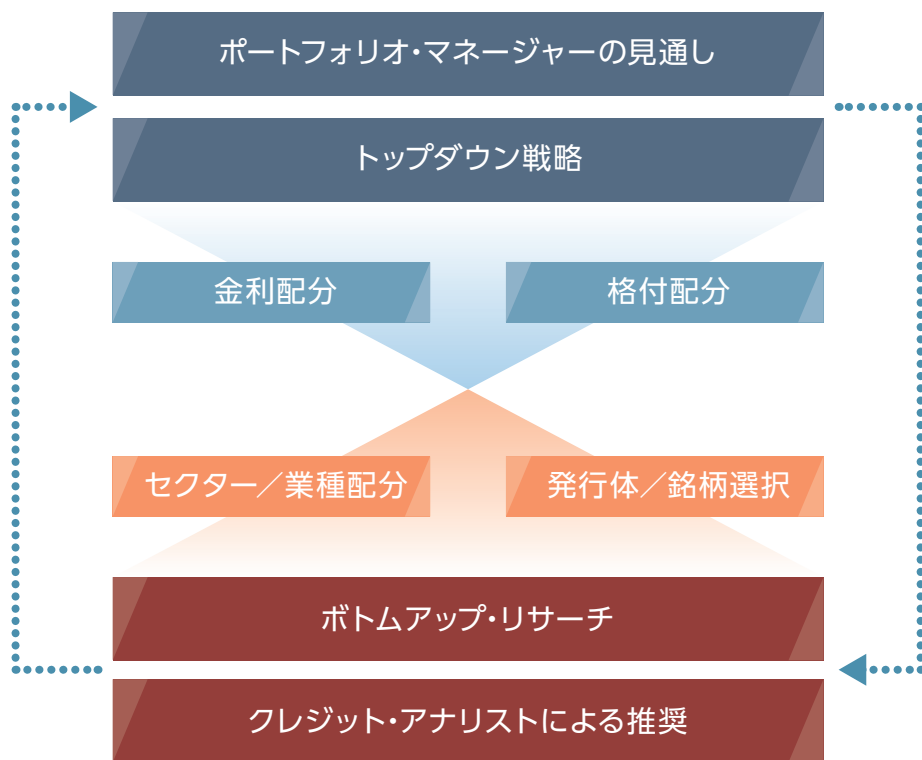 ポートフォリオ・マネージャーの見通し
トップダウン戦略
金利配分
格付配分
セクター／業種配分
発行体／銘柄選択
ボトムアップ・リサーチ
クレジット・アナリストによる推奨